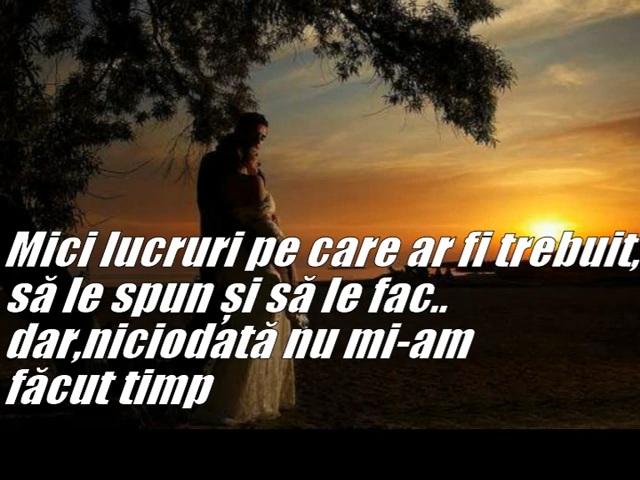 Mici lucruri pe care ar fi trebuit,
să le spun și să le fac..
dar,niciodată nu mi-am
făcut timp